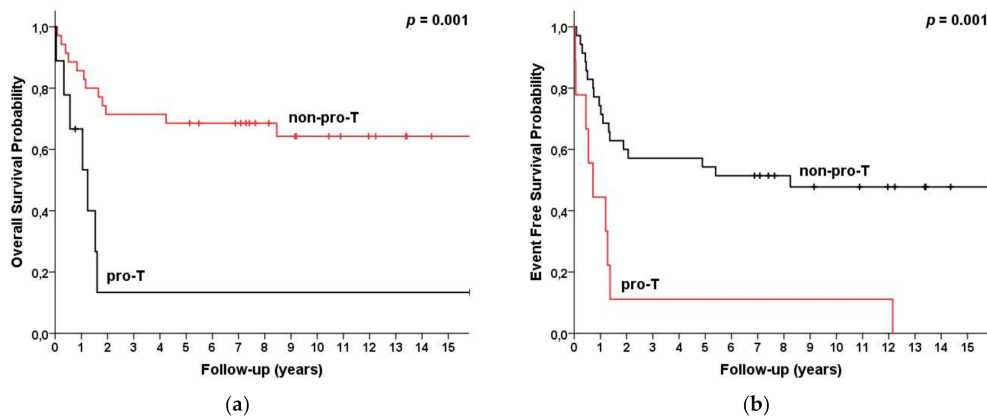 p = 0.001
1,0
0,8
0,6
0,4
0,2
0,0
Overall Survival Probability
non-pro-T
pro-T
0 1 2 3 4 5 6 7 8 9 10 11 12 13 14 15
Follow-up (years)
(a)
p = 0.001
1,0
0,8
0,6
0,4
0,2
0,0
Event Free Survival Probability
non-pro-T
pro-T
0 1 2 3 4 5 6 7 8 9 10 11 12 13 14 15
Follow-up (years)
(b)